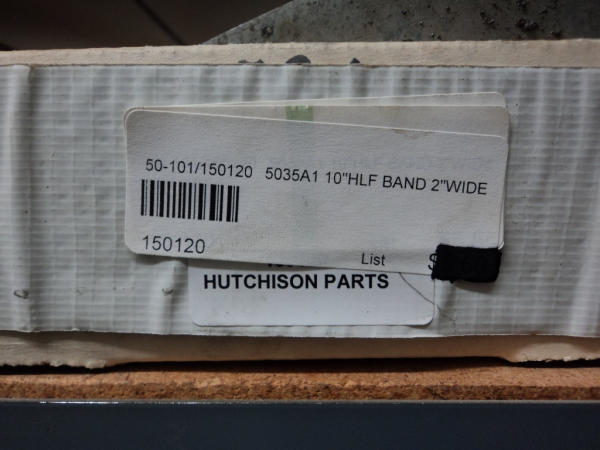 50-101/150120 5035A1 10"HLF BAND 2"WIDE
150120
List
HUTCHISON PARTS